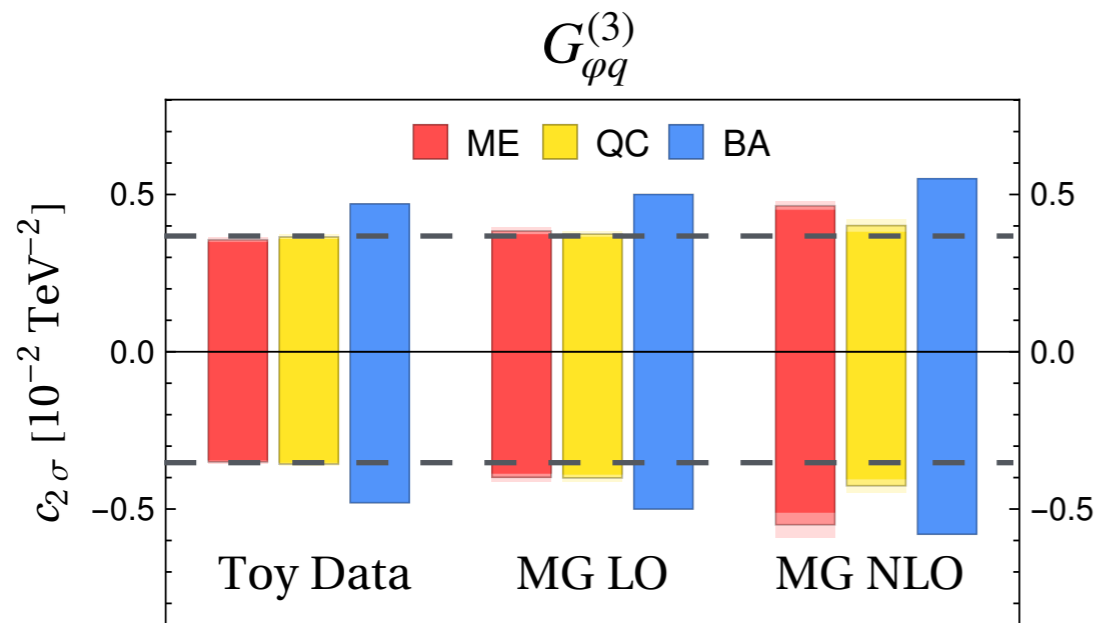 G_{φq}^{(3)}
ME QC BA
0.5 0.5
0.0 0.0
−0.5 −0.5
c_{2σ} [10^{−2} TeV^{−2}]
Toy Data MG LO MG NLO